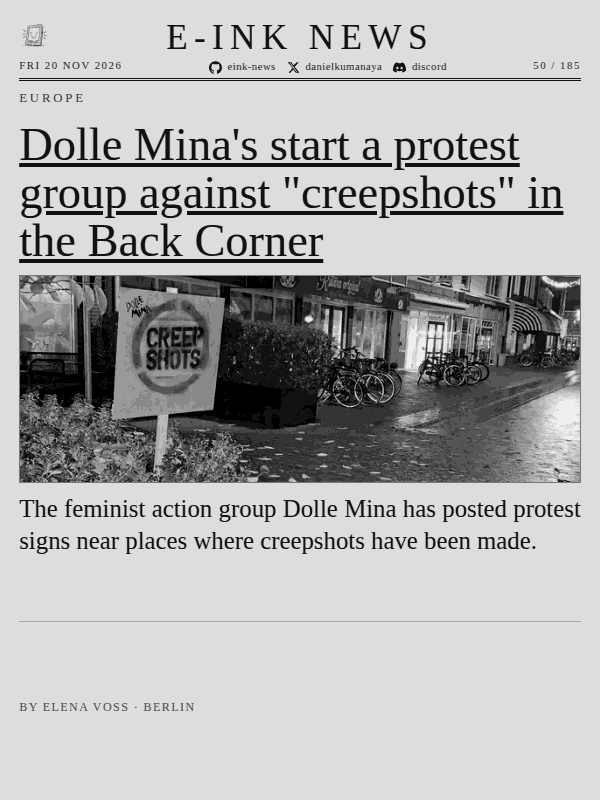 E-INK NEWS
FRI 20 NOV 2026
eink-news
danielkumanaya
discord
50 / 185
EUROPE
Dolle Mina's start a protest
group against "creepshots" in
the Back Corner
DOLLE
MINA
CREEP
SHOTS
The feminist action group Dolle Mina has posted protest
signs near places where creepshots have been made.
BY ELENA VOSS · BERLIN